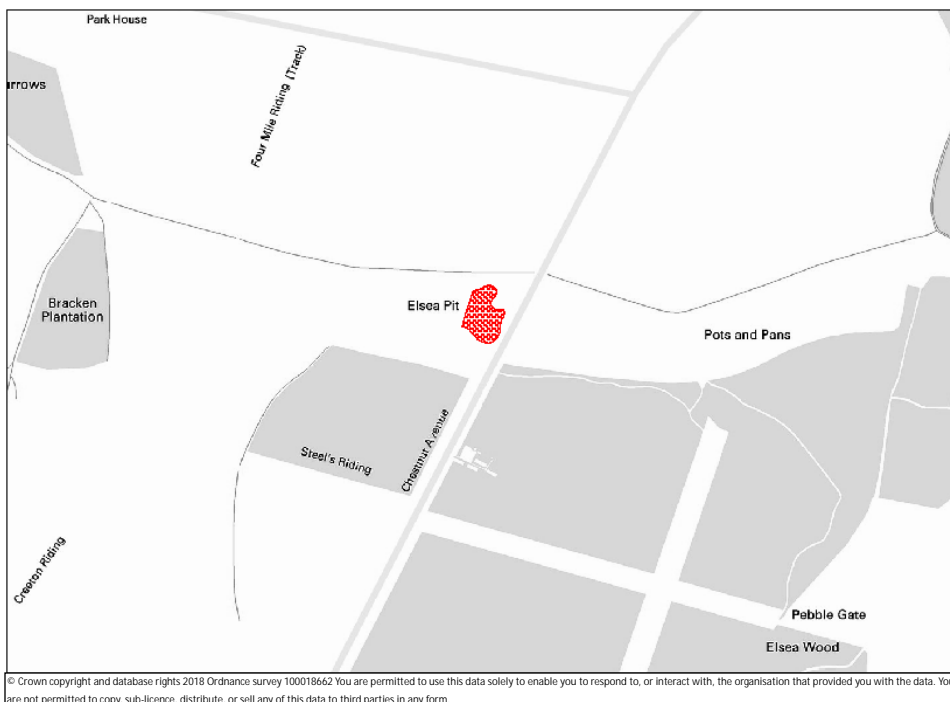 Park House
Four Mile Riding (Track)
Bracken
Plantation
Elsea Pit
Pots and Pans
Chestnut Avenue
Steel's Riding
Creeton Riding
Pebble Gate
Elsea Wood
© Crown copyright and database rights 2018 Ordnance survey 100018662 You are permitted to use this data solely to enable you to respond to, or interact with, the organisation that provided you with the data. You
are not permitted to copy, sub-licence, distribute, or sell any of this data to third parties in any form